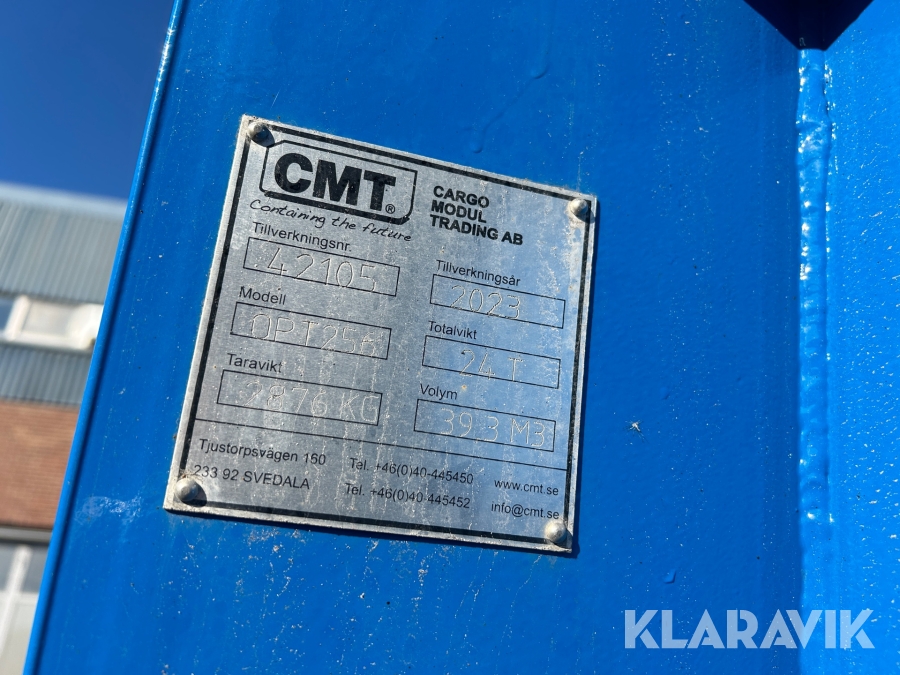 CMT®
Containing the future
CARGO
MODUL
TRADING AB
Tillverkningsnr.
42105
Tillverkningsår
2023
Modell
Totalvikt
24 T
Taravikt
2876 KG
Volym
39.3 M3
Tjustorpsvägen 160 Tel. +46(0)40-445450 www.cmt.se
233 92 SVEDALA Tel. +46(0)40-445452 info@cmt.se
KLARAVIK